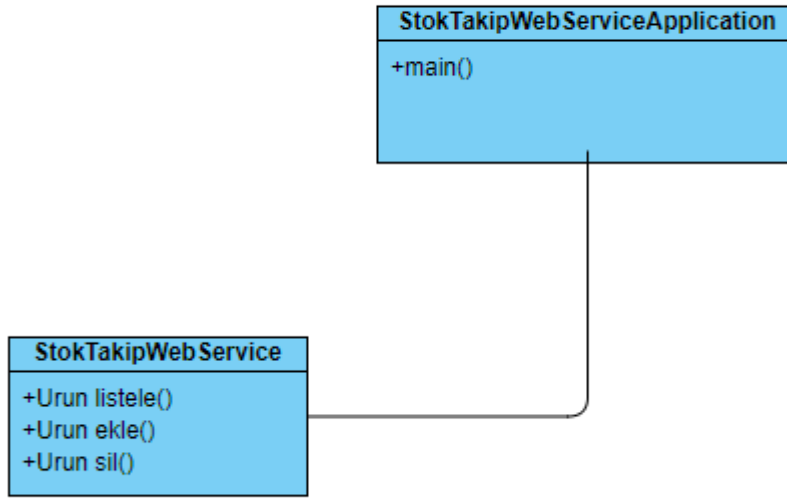 StokTakipWebServiceApplication
+main()
StokTakipWebService
+Urun listele()
+Urun ekle()
+Urun sil()